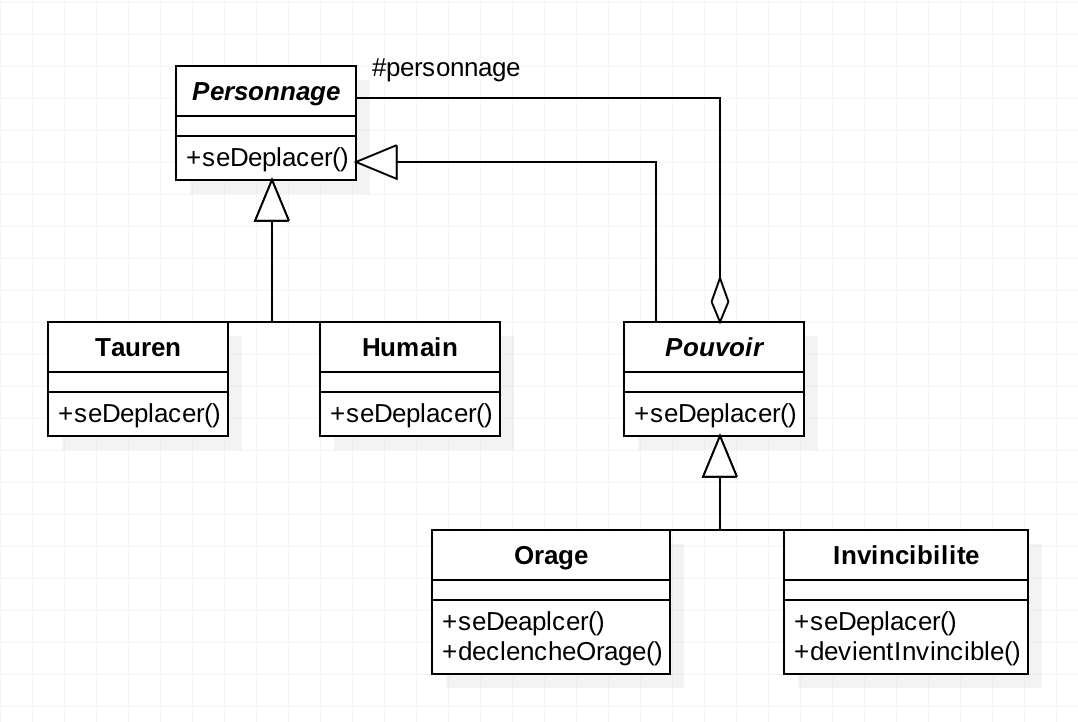 #personnage
Personnage
+seDeplacer()
Tauren
+seDeplacer()
Humain
+seDeplacer()
Pouvoir
+seDeplacer()
Orage
+seDeaplcer()
+declencheOrage()
Invincibilite
+seDeplacer()
+devientInvincible()